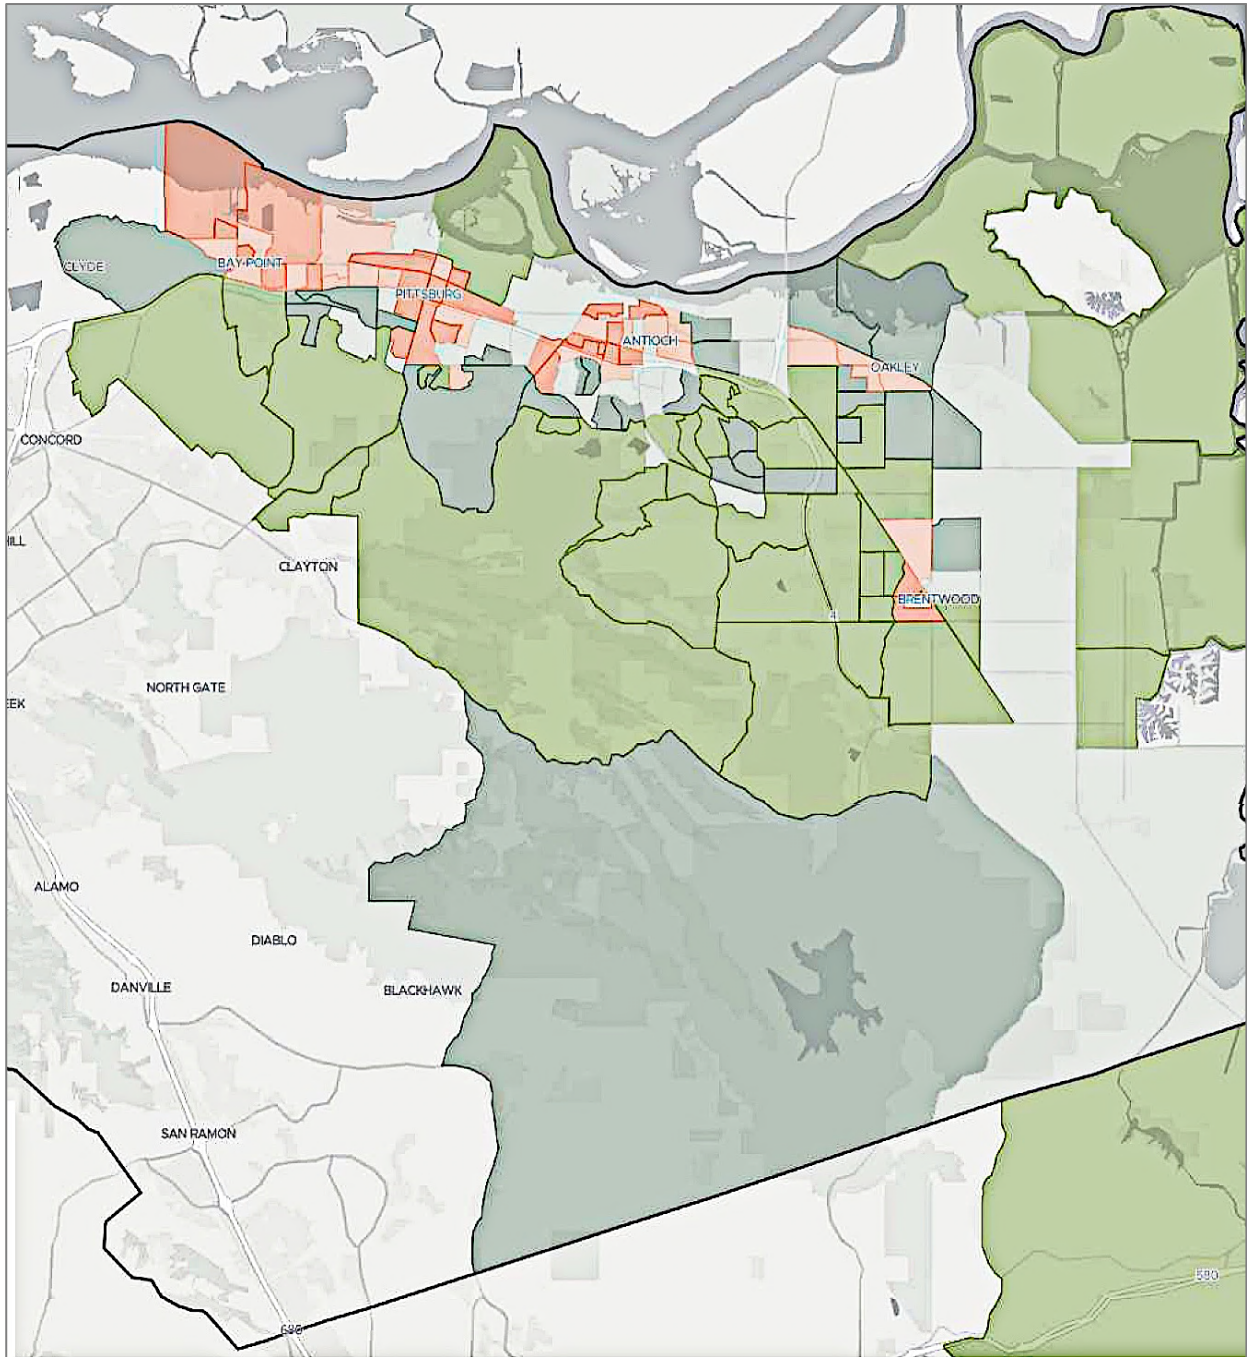 CLYDE
BAY POINT
PITTSBURG
ANTIOCH
OAKLEY
CONCORD
HILL
CLAYTON
BRENTWOOD
4
NORTH GATE
EEK
ALAMO
DIABLO
DANVILLE
BLACKHAWK
SAN RAMON
580
680